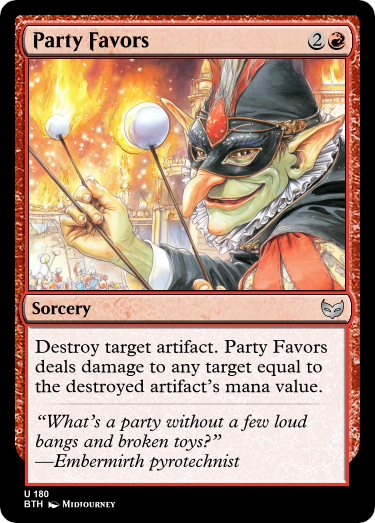 Party Favors 2
Sorcery
Destroy target artifact. Party Favors
deals damage to any target equal to
the destroyed artifact's mana value.
"What's a party without a few loud
bangs and broken toys?"
—Embermirth pyrotechnist
U 180
BTH Midjourney